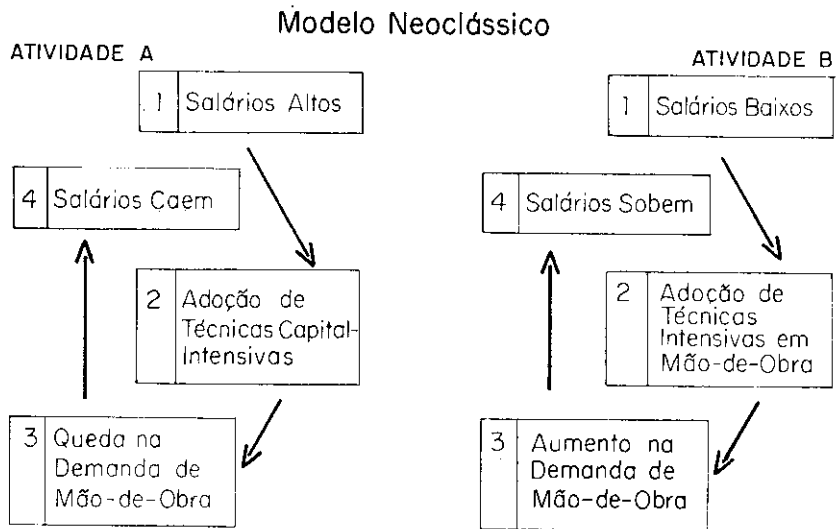 Modelo Neoclássico
ATIVIDADE A
1 Salários Altos
4 Salários Caem
2 Adoção de
Técnicas Capital-
Intensivas
3 Queda na
Demanda de
Mão-de-Obra
ATIVIDADE B
1 Salários Baixos
4 Salários Sobem
2 Adoção de
Técnicas
Intensivas em
Mão-de-Obra
3 Aumento na
Demanda de
Mão-de-Obra